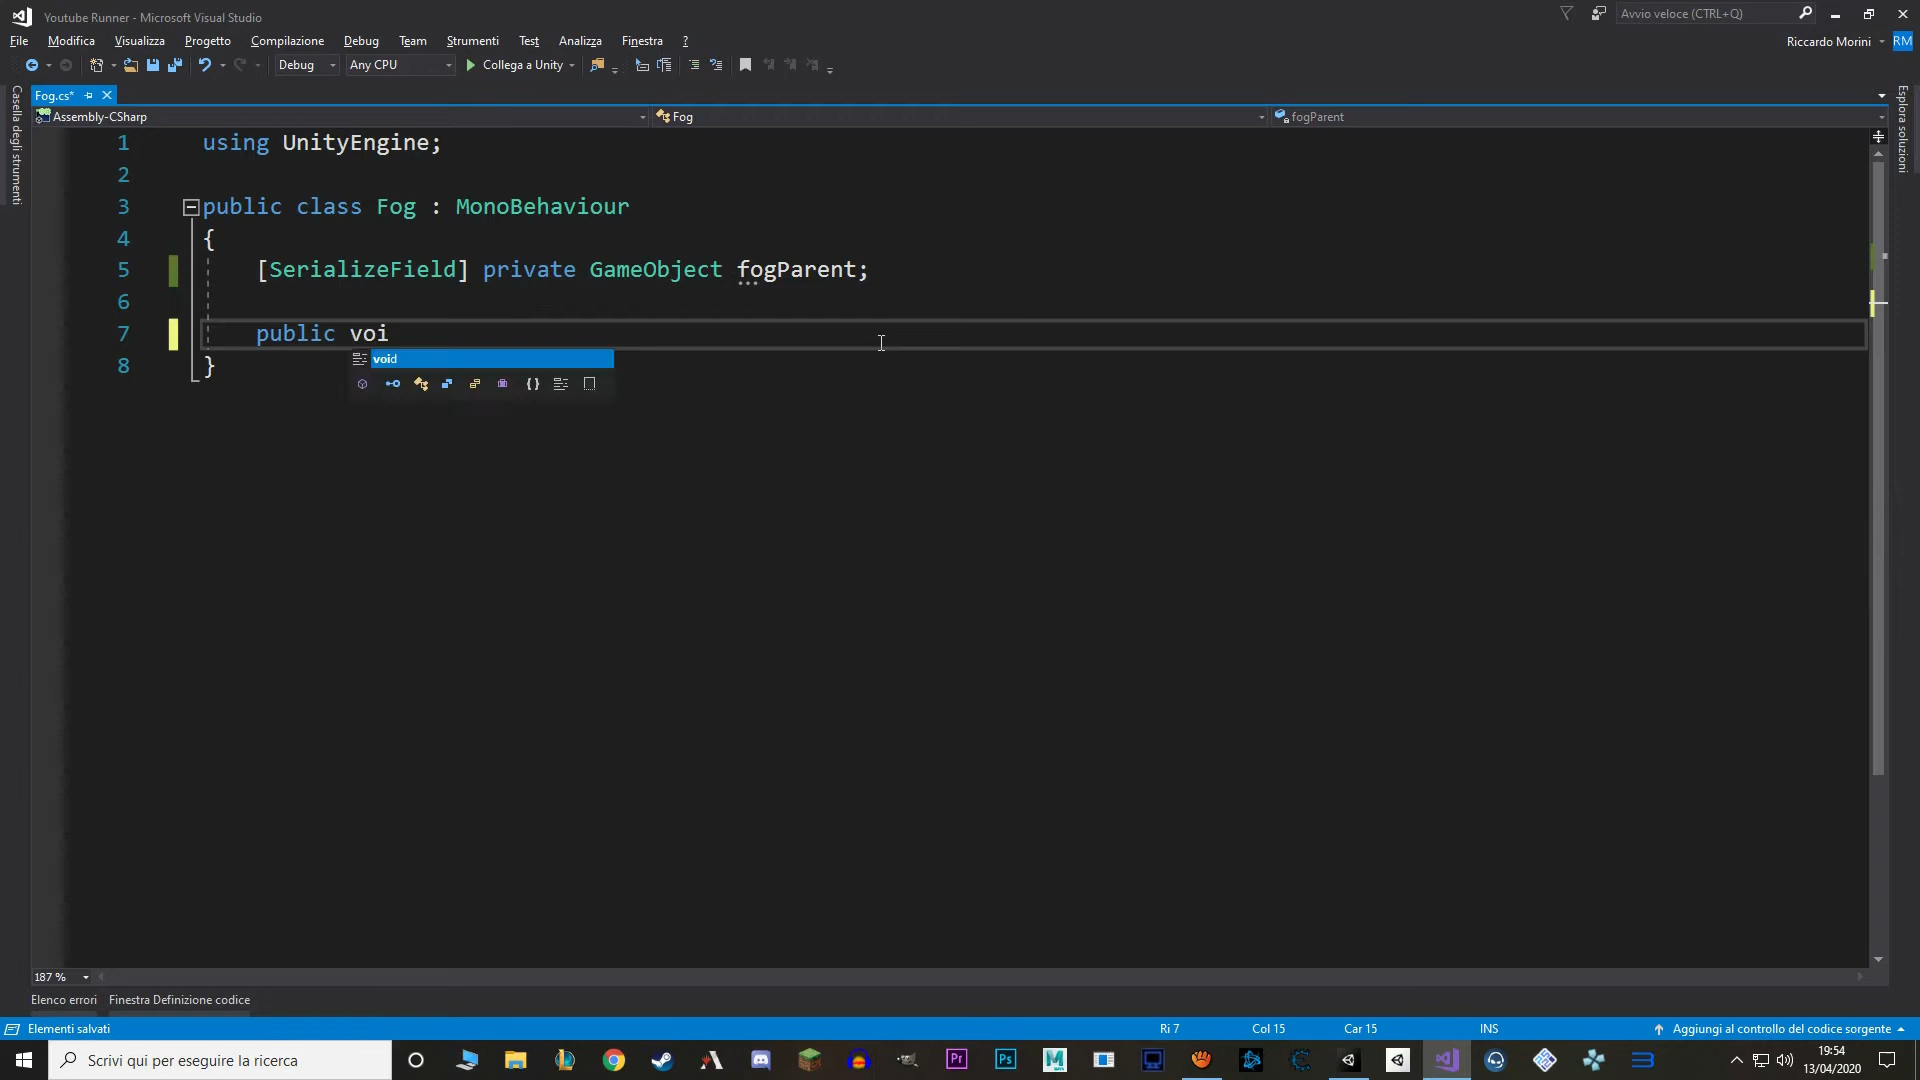 Youtube Runner - Microsoft Visual Studio
Avvio veloce (CTRL+Q)
File Modifica Visualizza Progetto Compilazione Debug Team Strumenti Test Analizza Finestra ?
Riccardo Morini RM
Debug Any CPU Collega a Unity
Casella degli strumenti
Esplora soluzioni
Fog.cs*
Assembly-CSharp Fog fogParent
1 using UnityEngine;
2
3 public class Fog : MonoBehaviour
4 {
5 [SerializeField] private GameObject fogParent;
6
7 public voi
void
8 }
187 %
Elenco errori Finestra Definizione codice
Elementi salvati Ri 7 Col 15 Car 15 INS Aggiungi al controllo del codice sorgente
Scrivi qui per eseguire la ricerca
Pr Ps M
19:54
13/04/2020